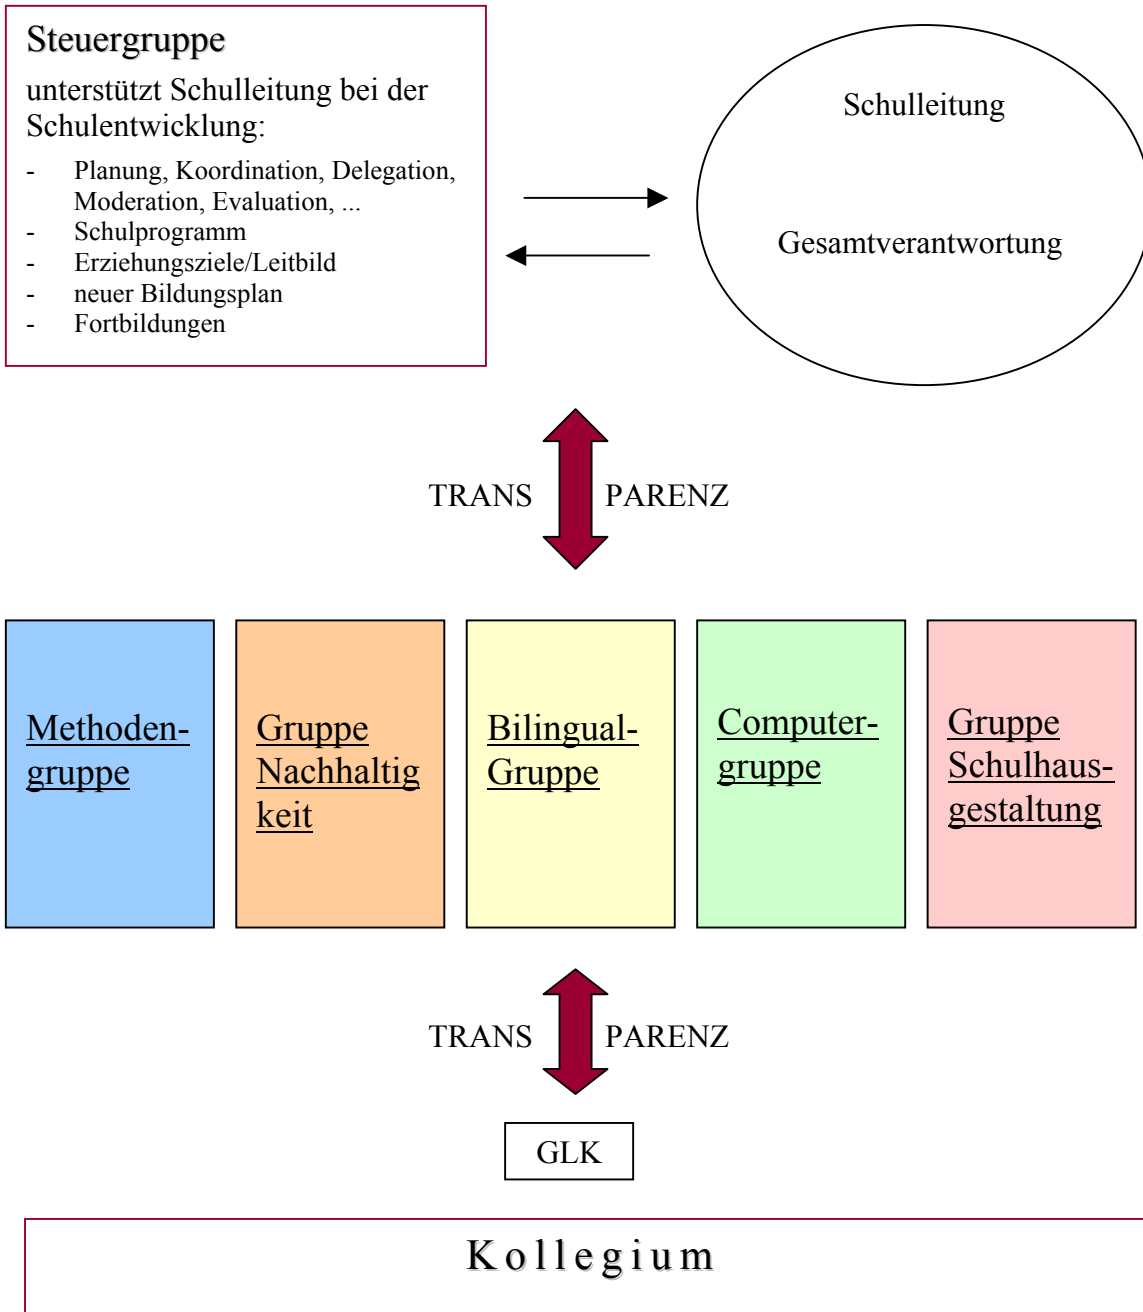 Steuergruppe
unterstützt Schulleitung bei der
Schulentwicklung:
- Planung, Koordination, Delegation,
Moderation, Evaluation, ...
- Schulprogramm
- Erziehungsziele/Leitbild
- neuer Bildungsplan
- Fortbildungen
Schulleitung
Gesamtverantwortung
TRANS PARENZ
Methoden-
gruppe
Gruppe
Nachhaltig
keit
Bilingual-
Gruppe
Computer-
gruppe
Gruppe
Schulhaus-
gestaltung
TRANS PARENZ
GLK
Kollegium